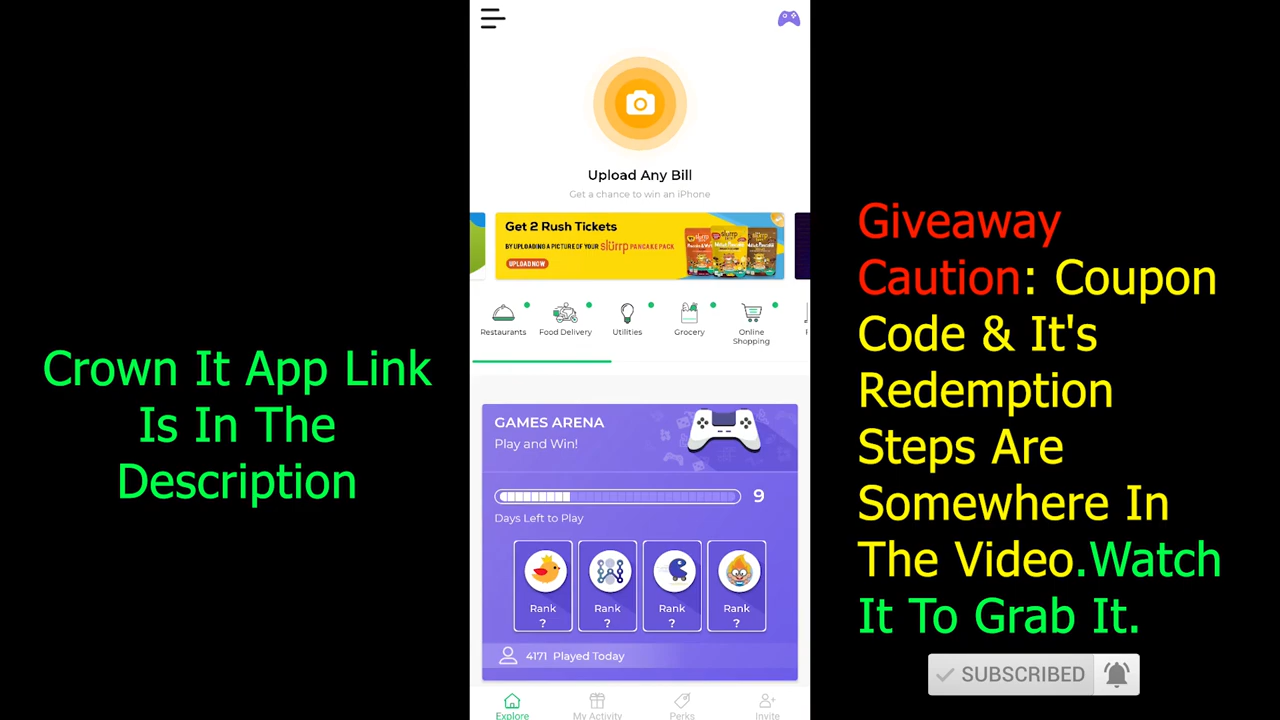 Crown It App Link
Is In The
Description
Upload Any Bill
Get a chance to win an iPhone
Get 2 Rush Tickets
BY UPLOADING A PICTURE OF YOUR slurrp PANCAKE PACK
UPLOAD NOW
Restaurants
Food Delivery
Utilities
Grocery
Online
Shopping
GAMES ARENA
Play and Win!
9
Days Left to Play
Rank
?
Rank
?
Rank
?
Rank
?
4171 Played Today
Explore
My Activity
Perks
Invite
Giveaway
Caution: Coupon
Code & It's
Redemption
Steps Are
Somewhere In
The Video.Watch
It To Grab It.
SUBSCRIBED